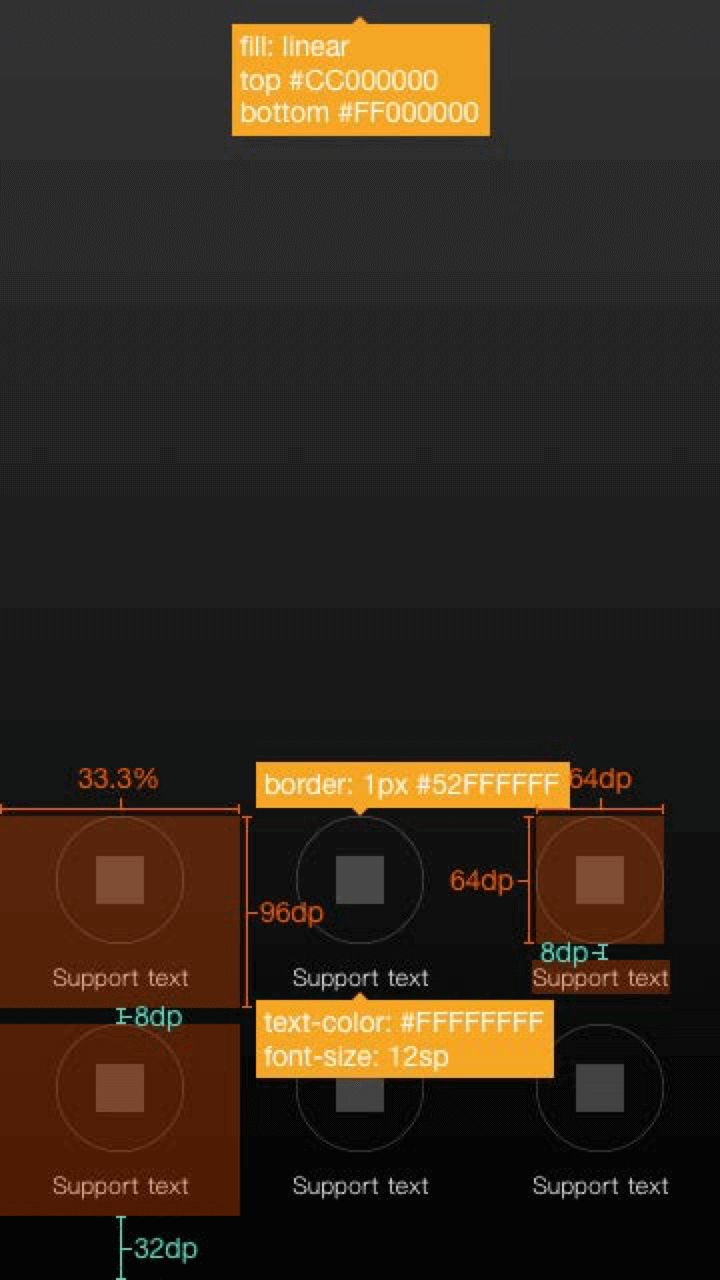 fill: linear
top #CC000000
bottom #FF000000
33.3%
border: 1px #52FFFFFF
64dp
96dp
64dp
8dp
Support text
Support text
Support text
8dp
text-color: #FFFFFFFF
font-size: 12sp
Support text
Support text
Support text
32dp